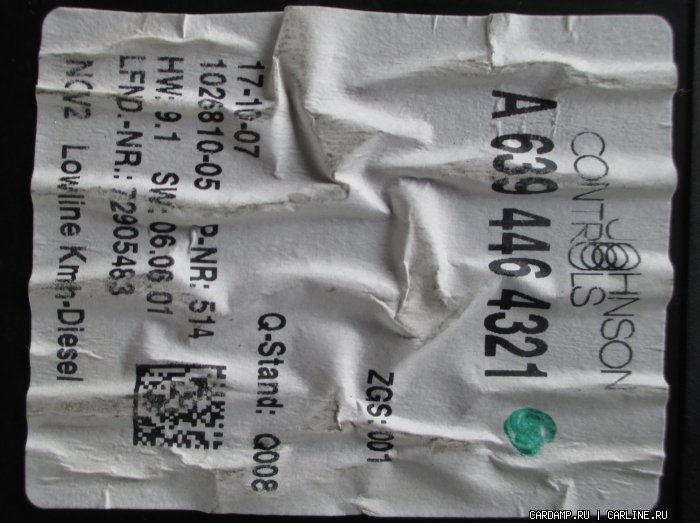 JOHNSON
CONTROLS
A 639 446 4321
ZGS: 001
17-10-07 Q-Stand: Q008
1026810-05 P-NR: 514
HW: 9.1 SW: 06.06.01
LFND.-NR.: 72905483
NCV2 Lowline Kmh-Diesel
CARDAMP.RU | CARLINE.RU